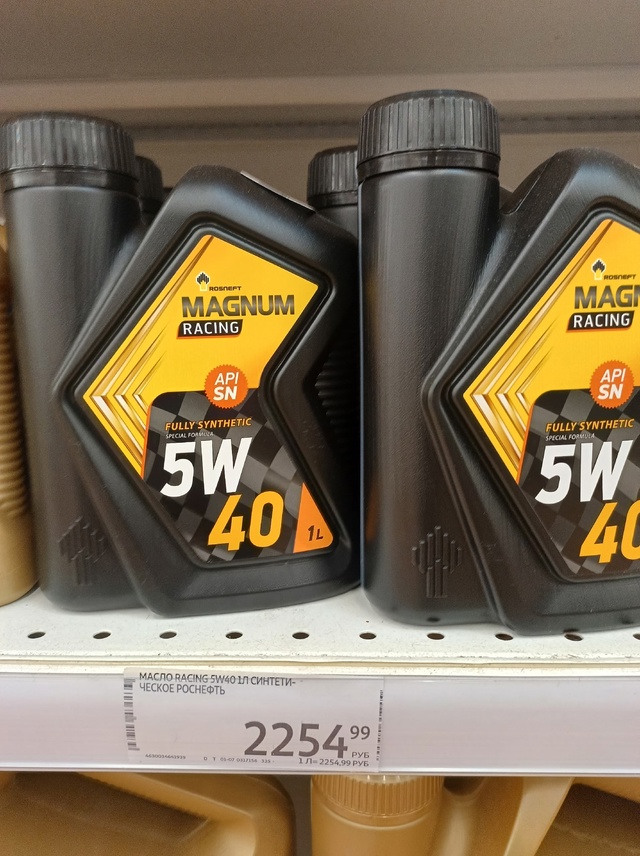 ROSNEFT
MAGNUM
RACING
API
SN
FULLY SYNTHETIC
SPECIAL FORMULA
5W
40
1L
ROSNEFT
MAGN
RACING
API
SN
FULLY SYNTHETIC
SPECIAL FORMULA
5W
40
МАСЛО RACING 5W40 1Л СИНТЕТИ-
ЧЕСКОЕ РОСНЕФТЬ
2254 99
РУБ
1 Л= 2254,99 РУБ